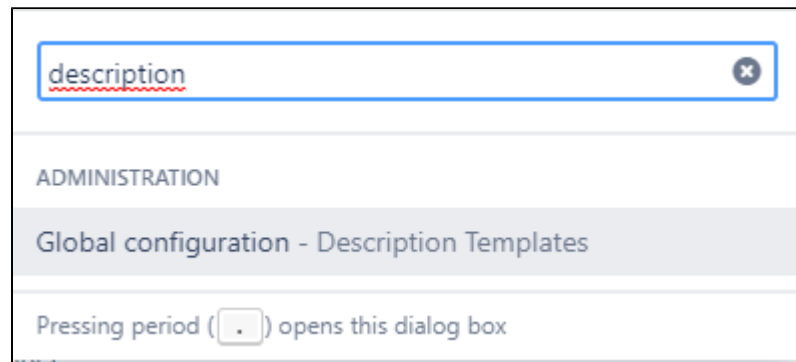 description
ADMINISTRATION
Global configuration - Description Templates
Pressing period ( . ) opens this dialog box